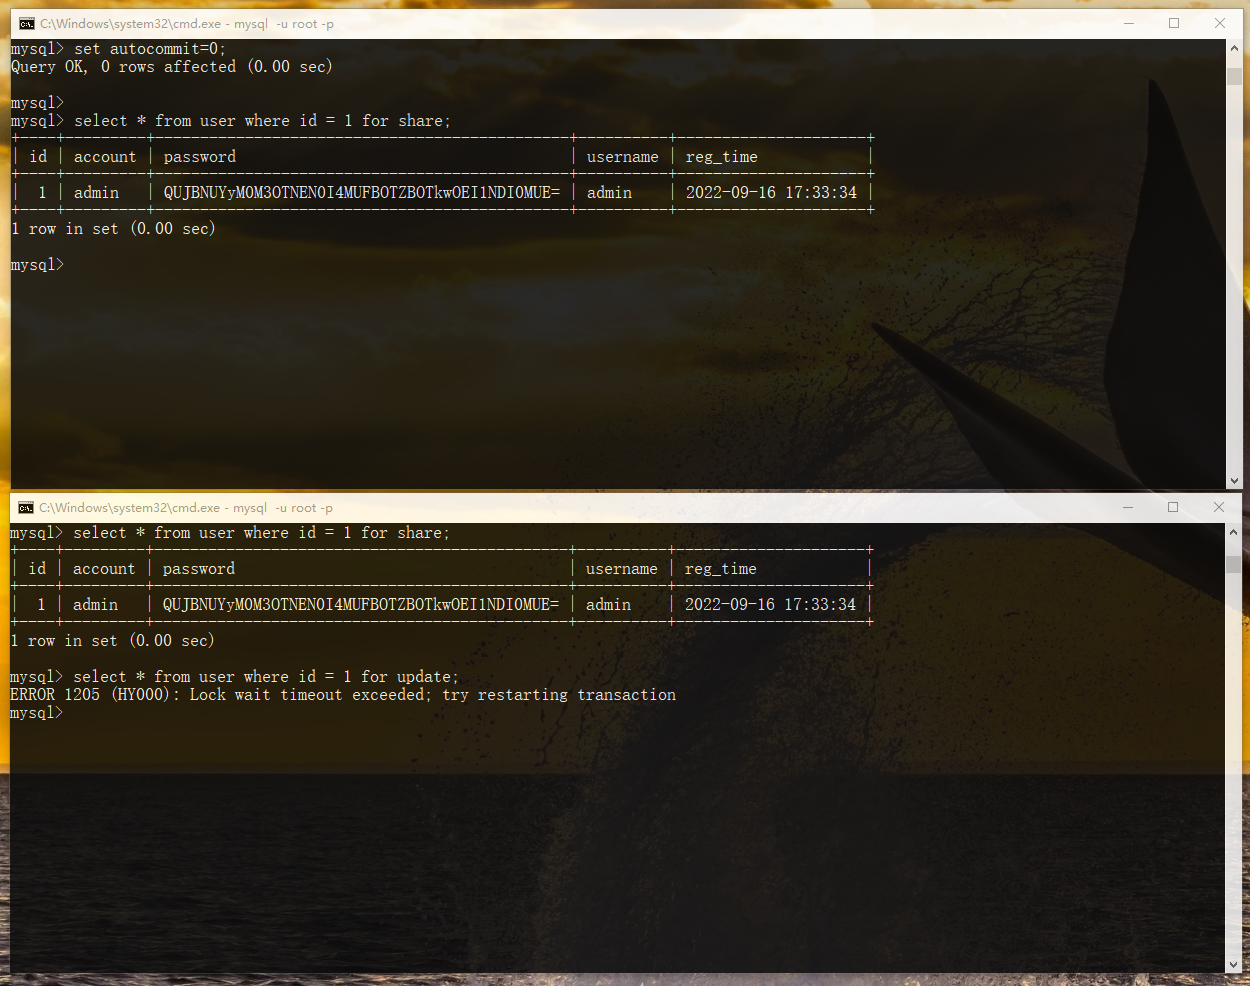 C:\Windows\system32\cmd.exe - mysql  -u root -p
mysql> set autocommit=0;
Query OK, 0 rows affected (0.00 sec)
mysql>
mysql> select * from user where id = 1 for share;
+----+---------+----------------------------------------------+----------+---------------------+
| id | account | password                                     | username | reg_time            |
+----+---------+----------------------------------------------+----------+---------------------+
|  1 | admin   | QUJBNUYyM0M3OTNENDI4MUFBOTZBOTkwOEI1NDI0MUE= | admin    | 2022-09-16 17:33:34 |
+----+---------+----------------------------------------------+----------+---------------------+
1 row in set (0.00 sec)
mysql>
C:\Windows\system32\cmd.exe - mysql  -u root -p
mysql> select * from user where id = 1 for share;
+----+---------+----------------------------------------------+----------+---------------------+
| id | account | password                                     | username | reg_time            |
+----+---------+----------------------------------------------+----------+---------------------+
|  1 | admin   | QUJBNUYyM0M3OTNENDI4MUFBOTZBOTkwOEI1NDI0MUE= | admin    | 2022-09-16 17:33:34 |
+----+---------+----------------------------------------------+----------+---------------------+
1 row in set (0.00 sec)
mysql> select * from user where id = 1 for update;
ERROR 1205 (HY000): Lock wait timeout exceeded; try restarting transaction
mysql>